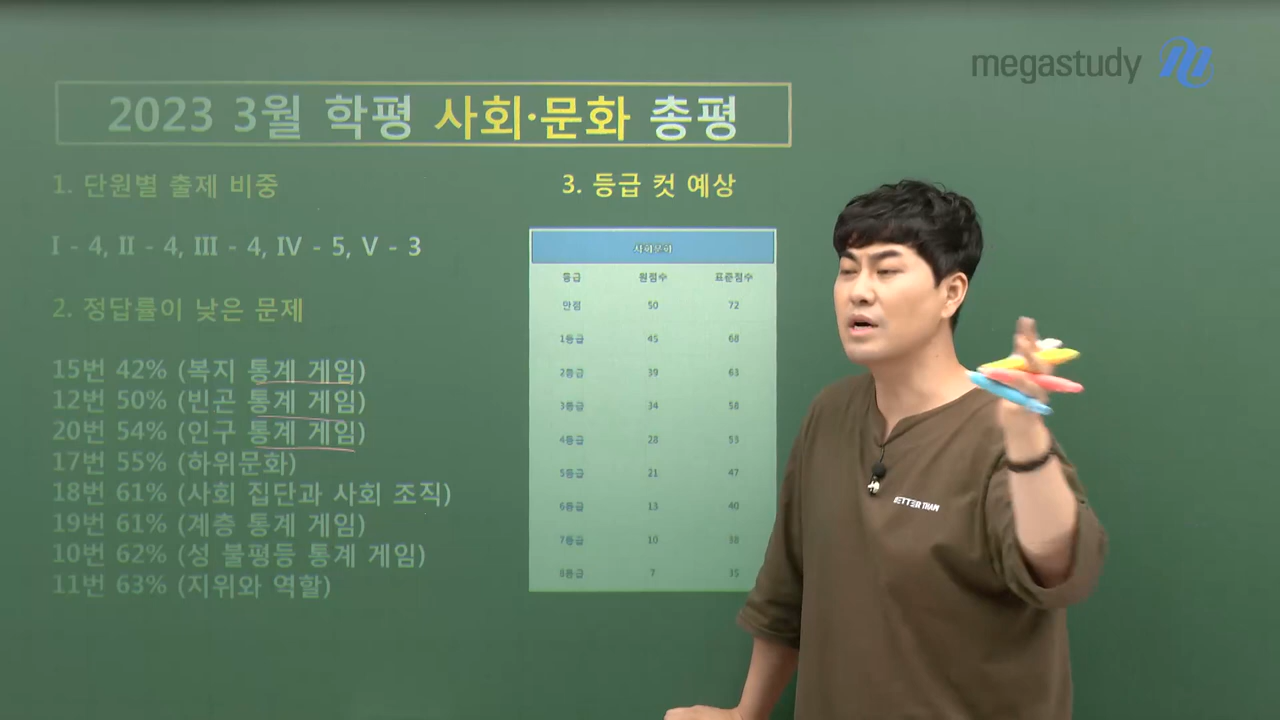 megastudy
2023 3월 학평 사회·문화 총평
1. 단원별 출제 비중
I - 4, II - 4, III - 4, IV - 5, V - 3
2. 정답률이 낮은 문제
15번 42% (복지 통계 게임)
12번 50% (빈곤 통계 게임)
20번 54% (인구 통계 게임)
17번 55% (하위문화)
18번 61% (사회 집단과 사회 조직)
19번 61% (계층 통계 게임)
10번 62% (성 불평등 통계 게임)
11번 63% (지위와 역할)
3. 등급 컷 예상
사회문화
등급 원점수 표준점수
만점 50 72
1등급 45 68
2등급 39 63
3등급 34 58
4등급 28 53
5등급 21 47
6등급 13 40
7등급 10 38
8등급 7 35
BETTER THAN